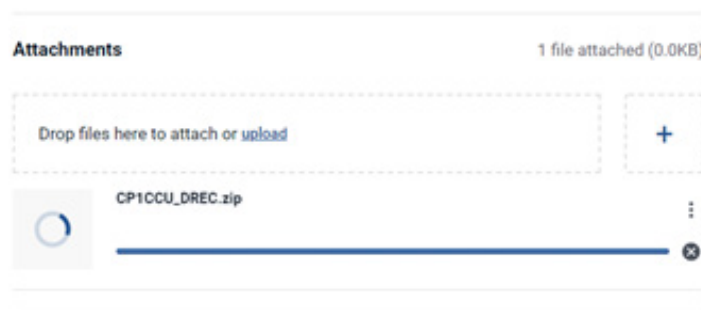 Attachments
1 file attached (0.0KB)
Drop files here to attach or upload
+
CP1CCU_DREC.zip